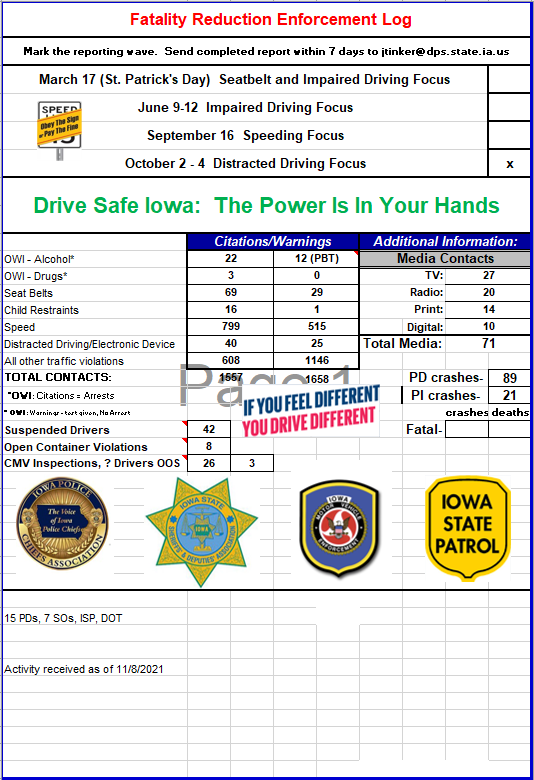 Fatality Reduction Enforcement Log
Mark the reporting wave. Send completed report within 7 days to jtinker@dps.state.ia.us
March 17 (St. Patrick's Day) Seatbelt and Impaired Driving Focus
SPEED
Obey The Sign
or Pay The Fine
June 9-12 Impaired Driving Focus
September 16 Speeding Focus
October 2 - 4 Distracted Driving Focus x
Drive Safe Iowa: The Power Is In Your Hands
Citations/Warnings Additional Information:
OWI - Alcohol* 22 12 (PBT) Media Contacts
OWI - Drugs* 3 0 TV: 27
Seat Belts 69 29 Radio: 20
Child Restraints 16 1 Print: 14
Speed 799 515 Digital: 10
Distracted Driving/Electronic Device 40 25 Total Media: 71
All other traffic violations 608 1146
Page 1
TOTAL CONTACTS: 1557 1658 PD crashes- 89
*OWI: Citations = Arrests PI crashes- 21
* OWI: Warnings - test given, No Arrest crashes deaths
IF YOU FEEL DIFFERENT
YOU DRIVE DIFFERENT
Suspended Drivers 42 Fatal-
Open Container Violations 8
CMV Inspections, ? Drivers OOS 26 3
IOWA POLICE
The Voice
of Iowa
Police Chiefs
CHIEFS ASSOCIATION
IOWA STATE
SHERIFFS' & DEPUTIES' ASSOCIATION
IOWA
MOTOR VEHICLE
ENFORCEMENT
IOWA
STATE
PATROL
15 PDs, 7 SOs, ISP, DOT
Activity received as of 11/8/2021